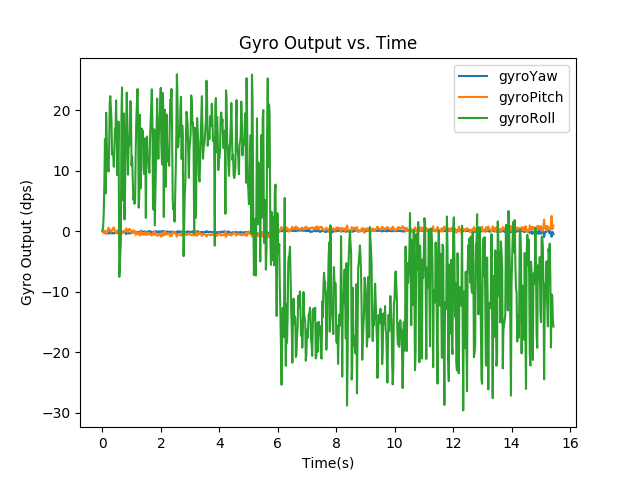 Gyro Output vs. Time
gyroYaw
gyroPitch
gyroRoll
Gyro Output (dps)
20
10
0
−10
−20
−30
0 2 4 6 8 10 12 14 16
Time(s)